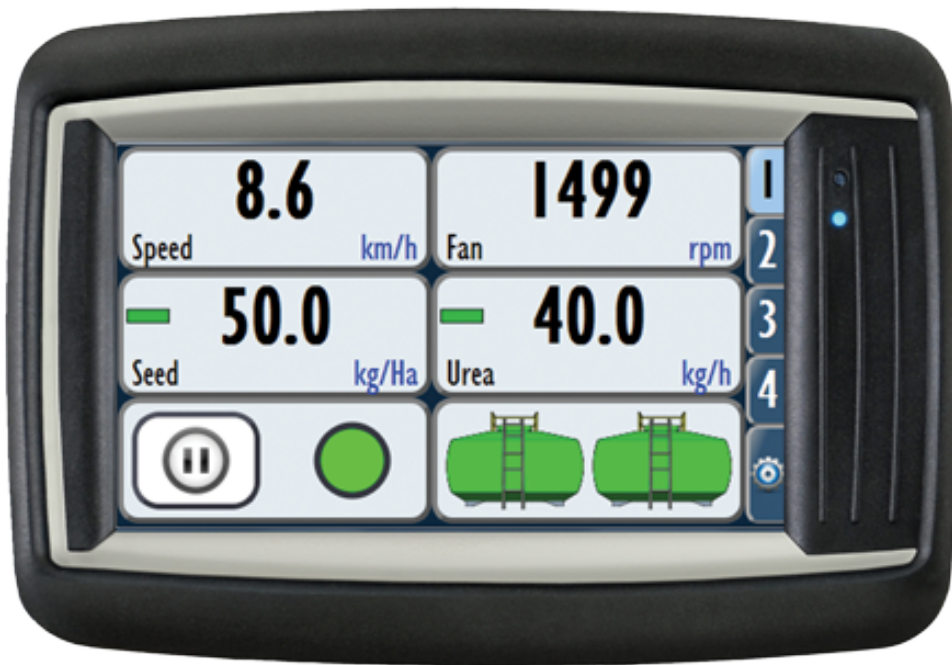 8.6
Speed km/h
1499
Fan rpm
50.0
Seed kg/Ha
40.0
Urea kg/h
1
2
3
4